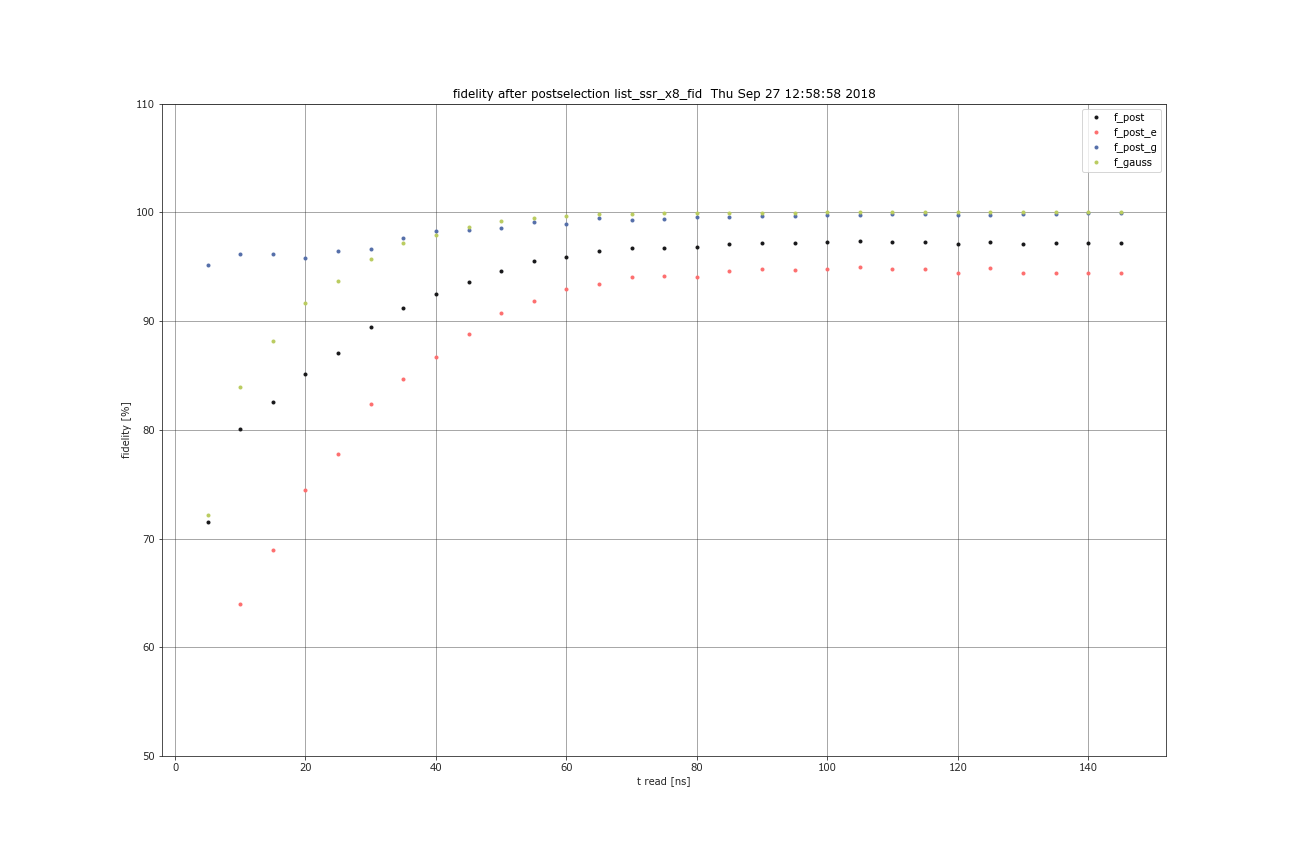 fidelity after postselection list_ssr_x8_fid  Thu Sep 27 12:58:58 2018
110
100
90
80
70
60
50
fidelity [%]
f_post
f_post_e
f_post_g
f_gauss
0 20 40 60 80 100 120 140
t read [ns]